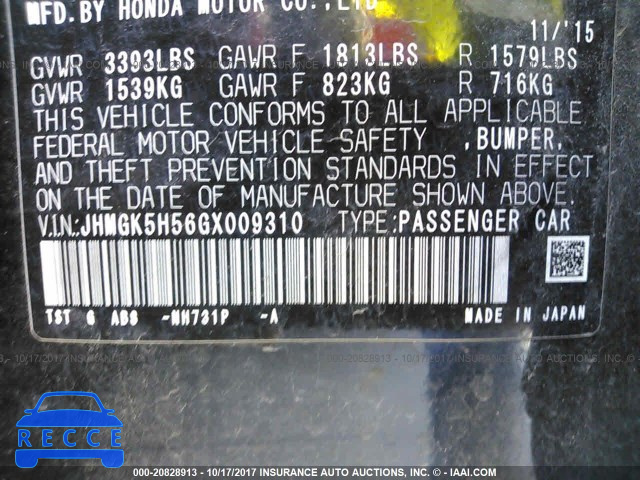 MFD.BY HONDA MOTOR CO.,LTD 11/'15
GVWR 3393LBS GAWR F 1813LBS R 1579LBS
GVWR 1539KG GAWR F 823KG R 716KG
THIS VEHICLE CONFORMS TO ALL APPLICABLE
FEDERAL MOTOR VEHICLE SAFETY ,BUMPER,
AND THEFT PREVENTION STANDARDS IN EFFECT
ON THE DATE OF MANUFACTURE SHOWN ABOVE.
V.IN.:JHMGK5H56GX009310 TYPE:PASSENGER CAR
TST G ABS -NH731P -A MADE IN JAPAN
RECCE
000-20828913 - 10/17/2017 INSURANCE AUTO AUCTIONS, INC. - © - IAAI.COM